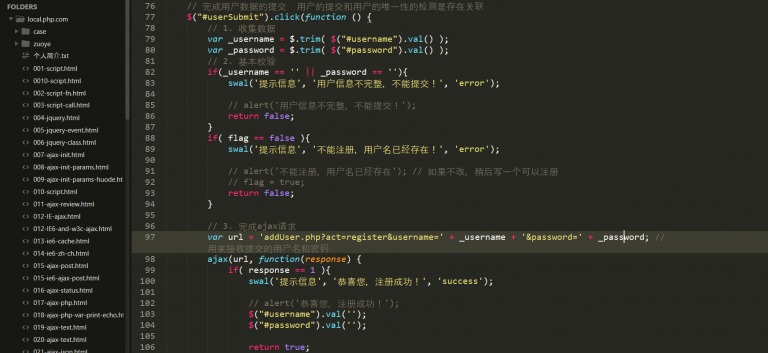 FOLDERS
local.php.com
case
zuoye
个人简介.txt
001-script.html
0010-script.html
002-script-fn.html
003-script-call.html
004-jquery.html
005-jquery-event.html
006-jquery-class.html
007-ajax-init.html
008-ajax-init-params.html
009-ajax-init-params-huode.html
010-script.html
011-ajax-review.html
012-IE-ajax.html
012-IE6-and-w3c-ajax.html
013-ie6-cache.html
014-ie6-zh-ch.html
015-ajax-post.html
015-ie6-ajax-post.html
016-ajax-status.html
017-ajax-php.html
018-ajax-php-var-print-echo.html
019-ajax-text.html
020-ajax-text.html
021-ajax-json.html
76 // 完成用户数据的提交 用户的提交和用户的唯一性的检测是存在关联
77 $("#userSubmit").click(function () {
78 // 1. 收集数据
79 var _username = $.trim( $("#username").val() );
80 var _password = $.trim( $("#password").val() );
81 // 2. 基本校验
82 if(_username == '' || _password == ''){
83 swal('提示信息', '用户信息不完整，不能提交！', 'error');
84
85 // alert('用户信息不完整，不能提交！');
86 return false;
87 }
88 if( flag == false ){
89 swal('提示信息', '不能注册，用户名已经存在！', 'error');
90
91 // alert('不能注册，用户名已经存在'); // 如果不改，稍后写一个可以注册
92 // flag = true;
93 return false;
94 }
95
96 // 3. 完成ajax请求
97 var url = 'addUser.php?act=register&username=' + _username + '&password=' + _password; //
用来接收提交的用户名和密码
98 ajax(url, function(response) {
99 if( response == 1 ){
100 swal('提示信息', '恭喜您，注册成功！', 'success');
101
102 // alert('恭喜您，注册成功！');
103 $("#username").val('');
104 $("#password").val('');
105
106 return true;